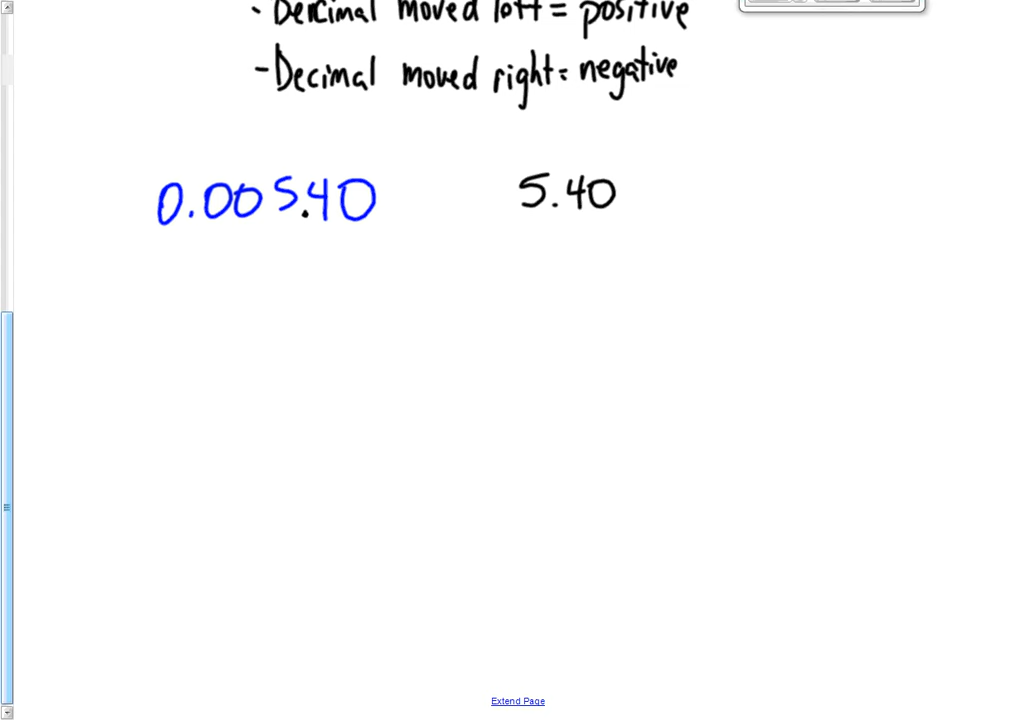 - Decimal moved left = positive
- Decimal moved right = negative
0.005.40 5.40
Extend Page